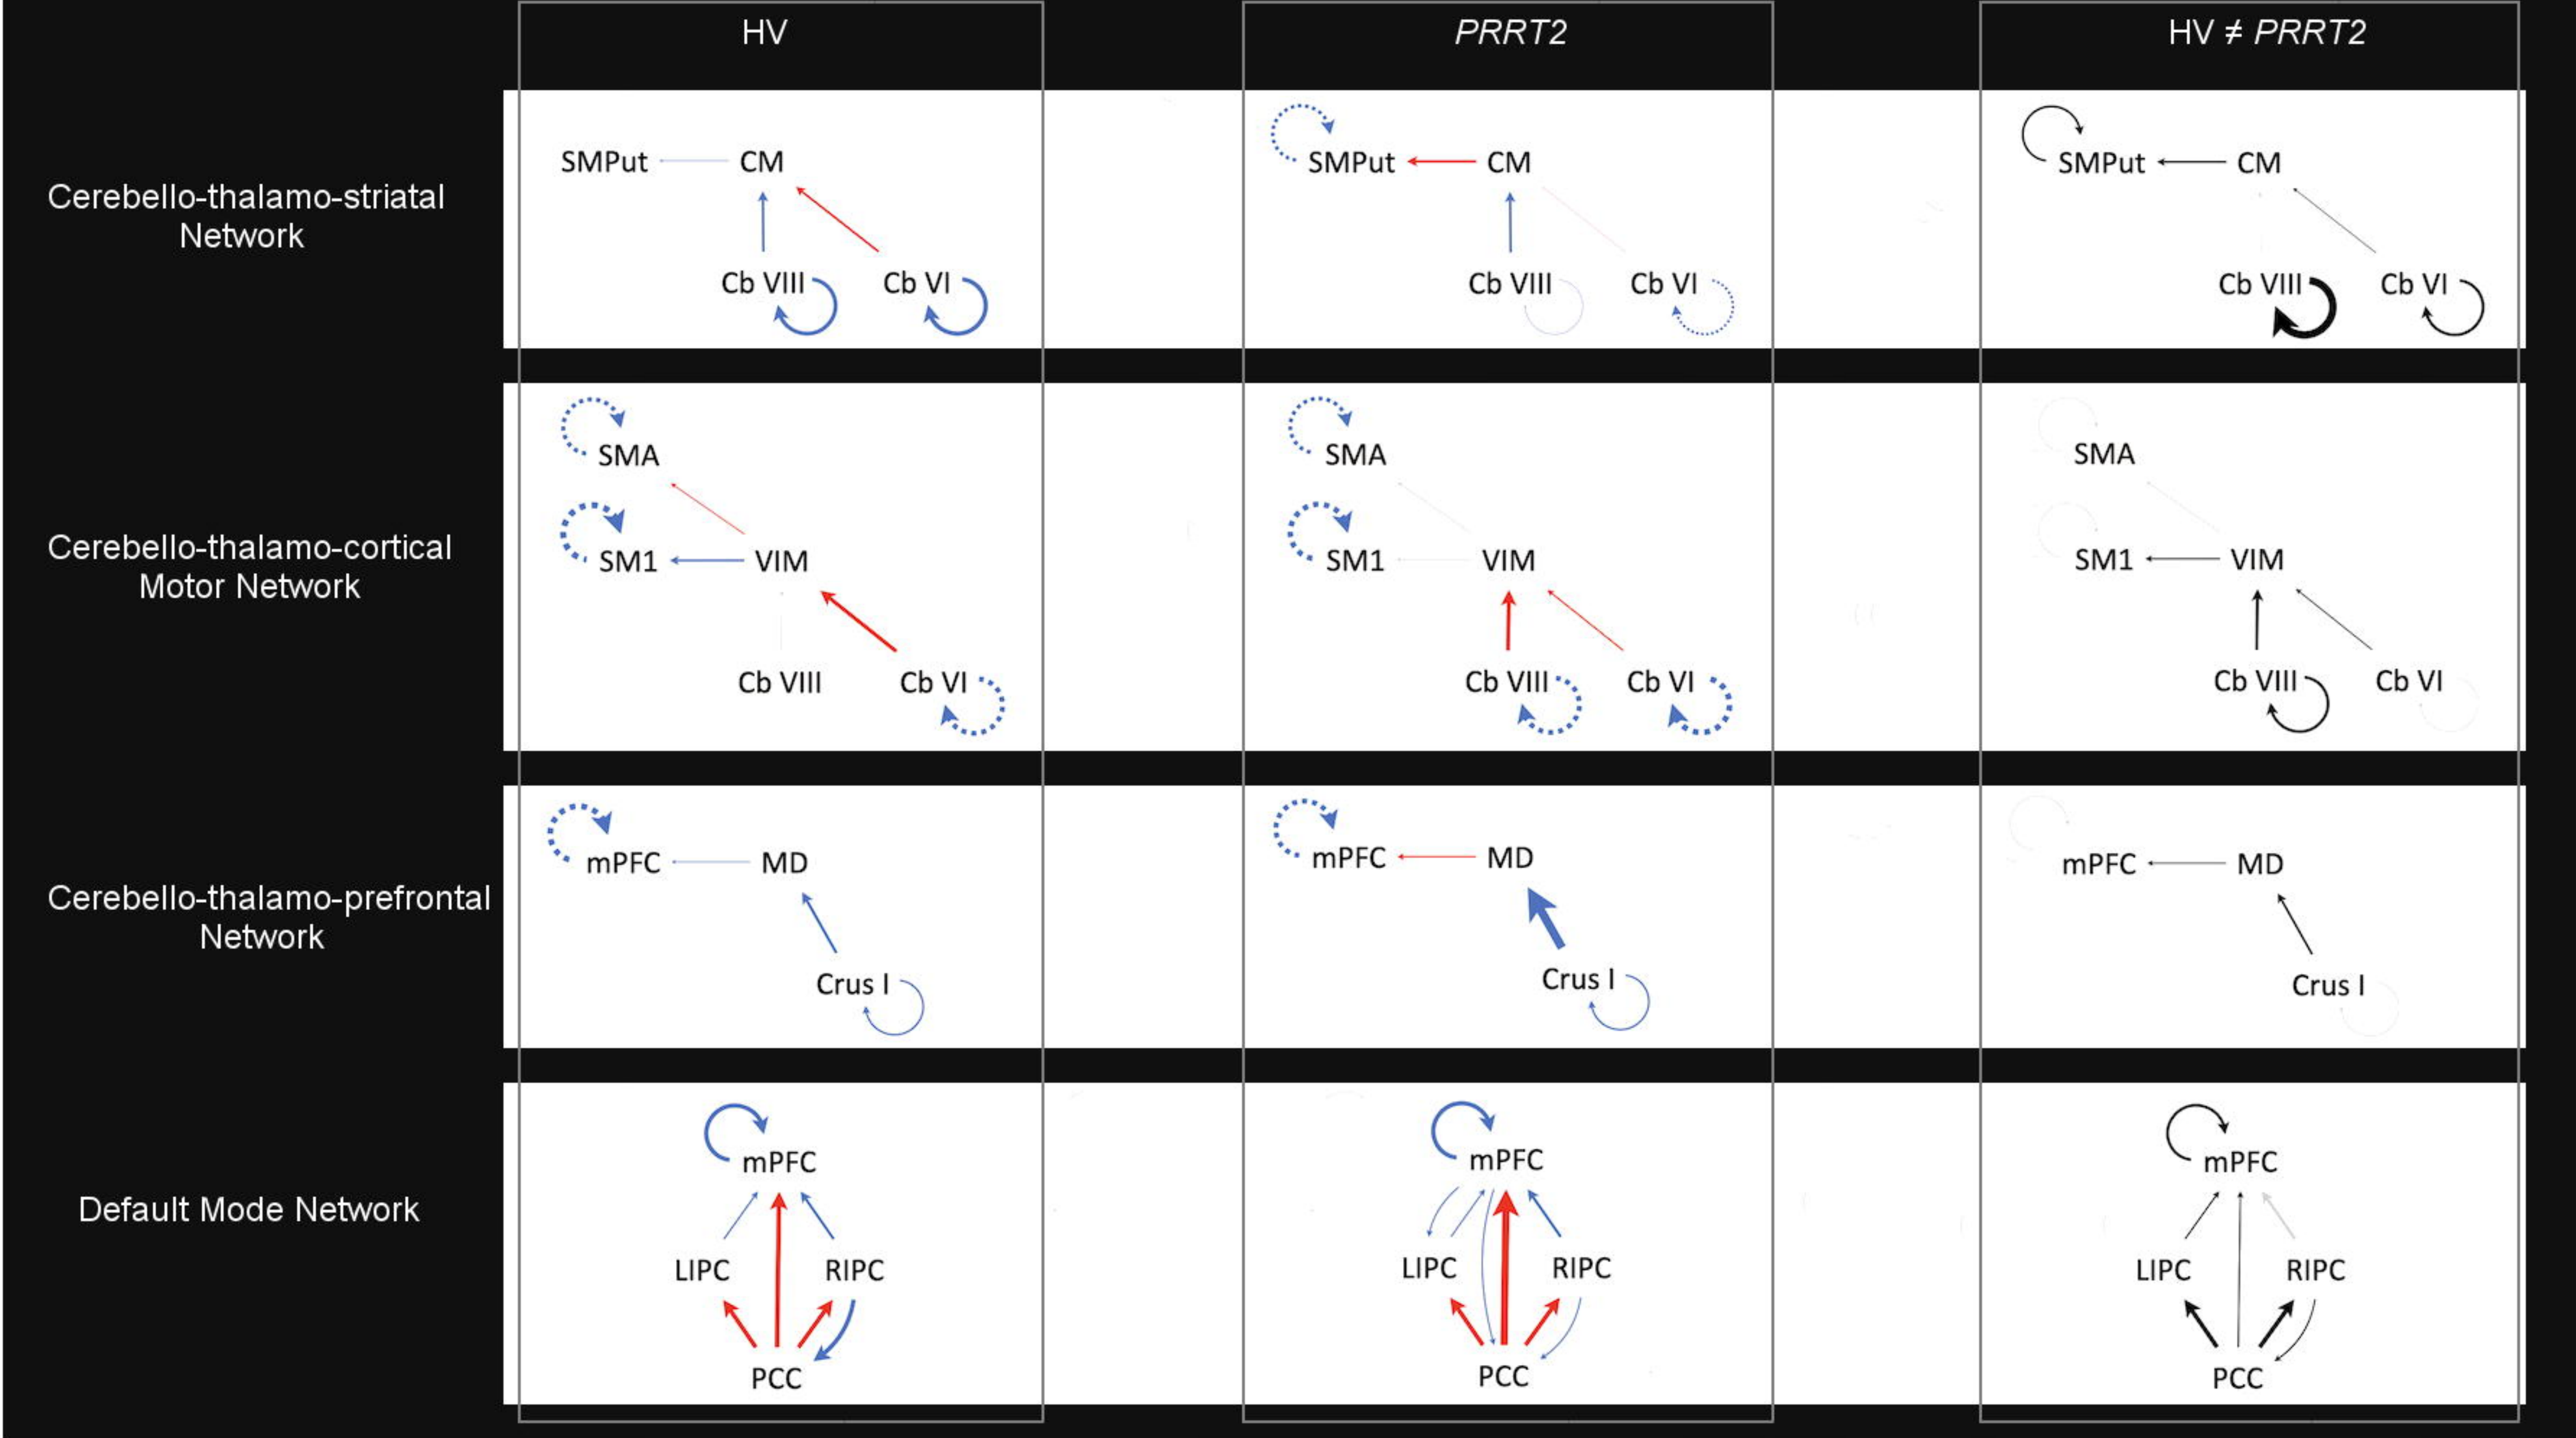 HV
PRRT2
HV ≠ PRRT2
Cerebello-thalamo-striatal
Network
SMPut
CM
Cb VIII
Cb VI
SMPut
CM
Cb VIII
Cb VI
SMPut
CM
Cb VIII
Cb VI
Cerebello-thalamo-cortical
Motor Network
SMA
SM1
VIM
Cb VIII
Cb VI
SMA
SM1
VIM
Cb VIII
Cb VI
SMA
SM1
VIM
Cb VIII
Cb VI
Cerebello-thalamo-prefrontal
Network
mPFC
MD
Crus I
mPFC
MD
Crus I
mPFC
MD
Crus I
Default Mode Network
mPFC
LIPC
RIPC
PCC
mPFC
LIPC
RIPC
PCC
mPFC
LIPC
RIPC
PCC